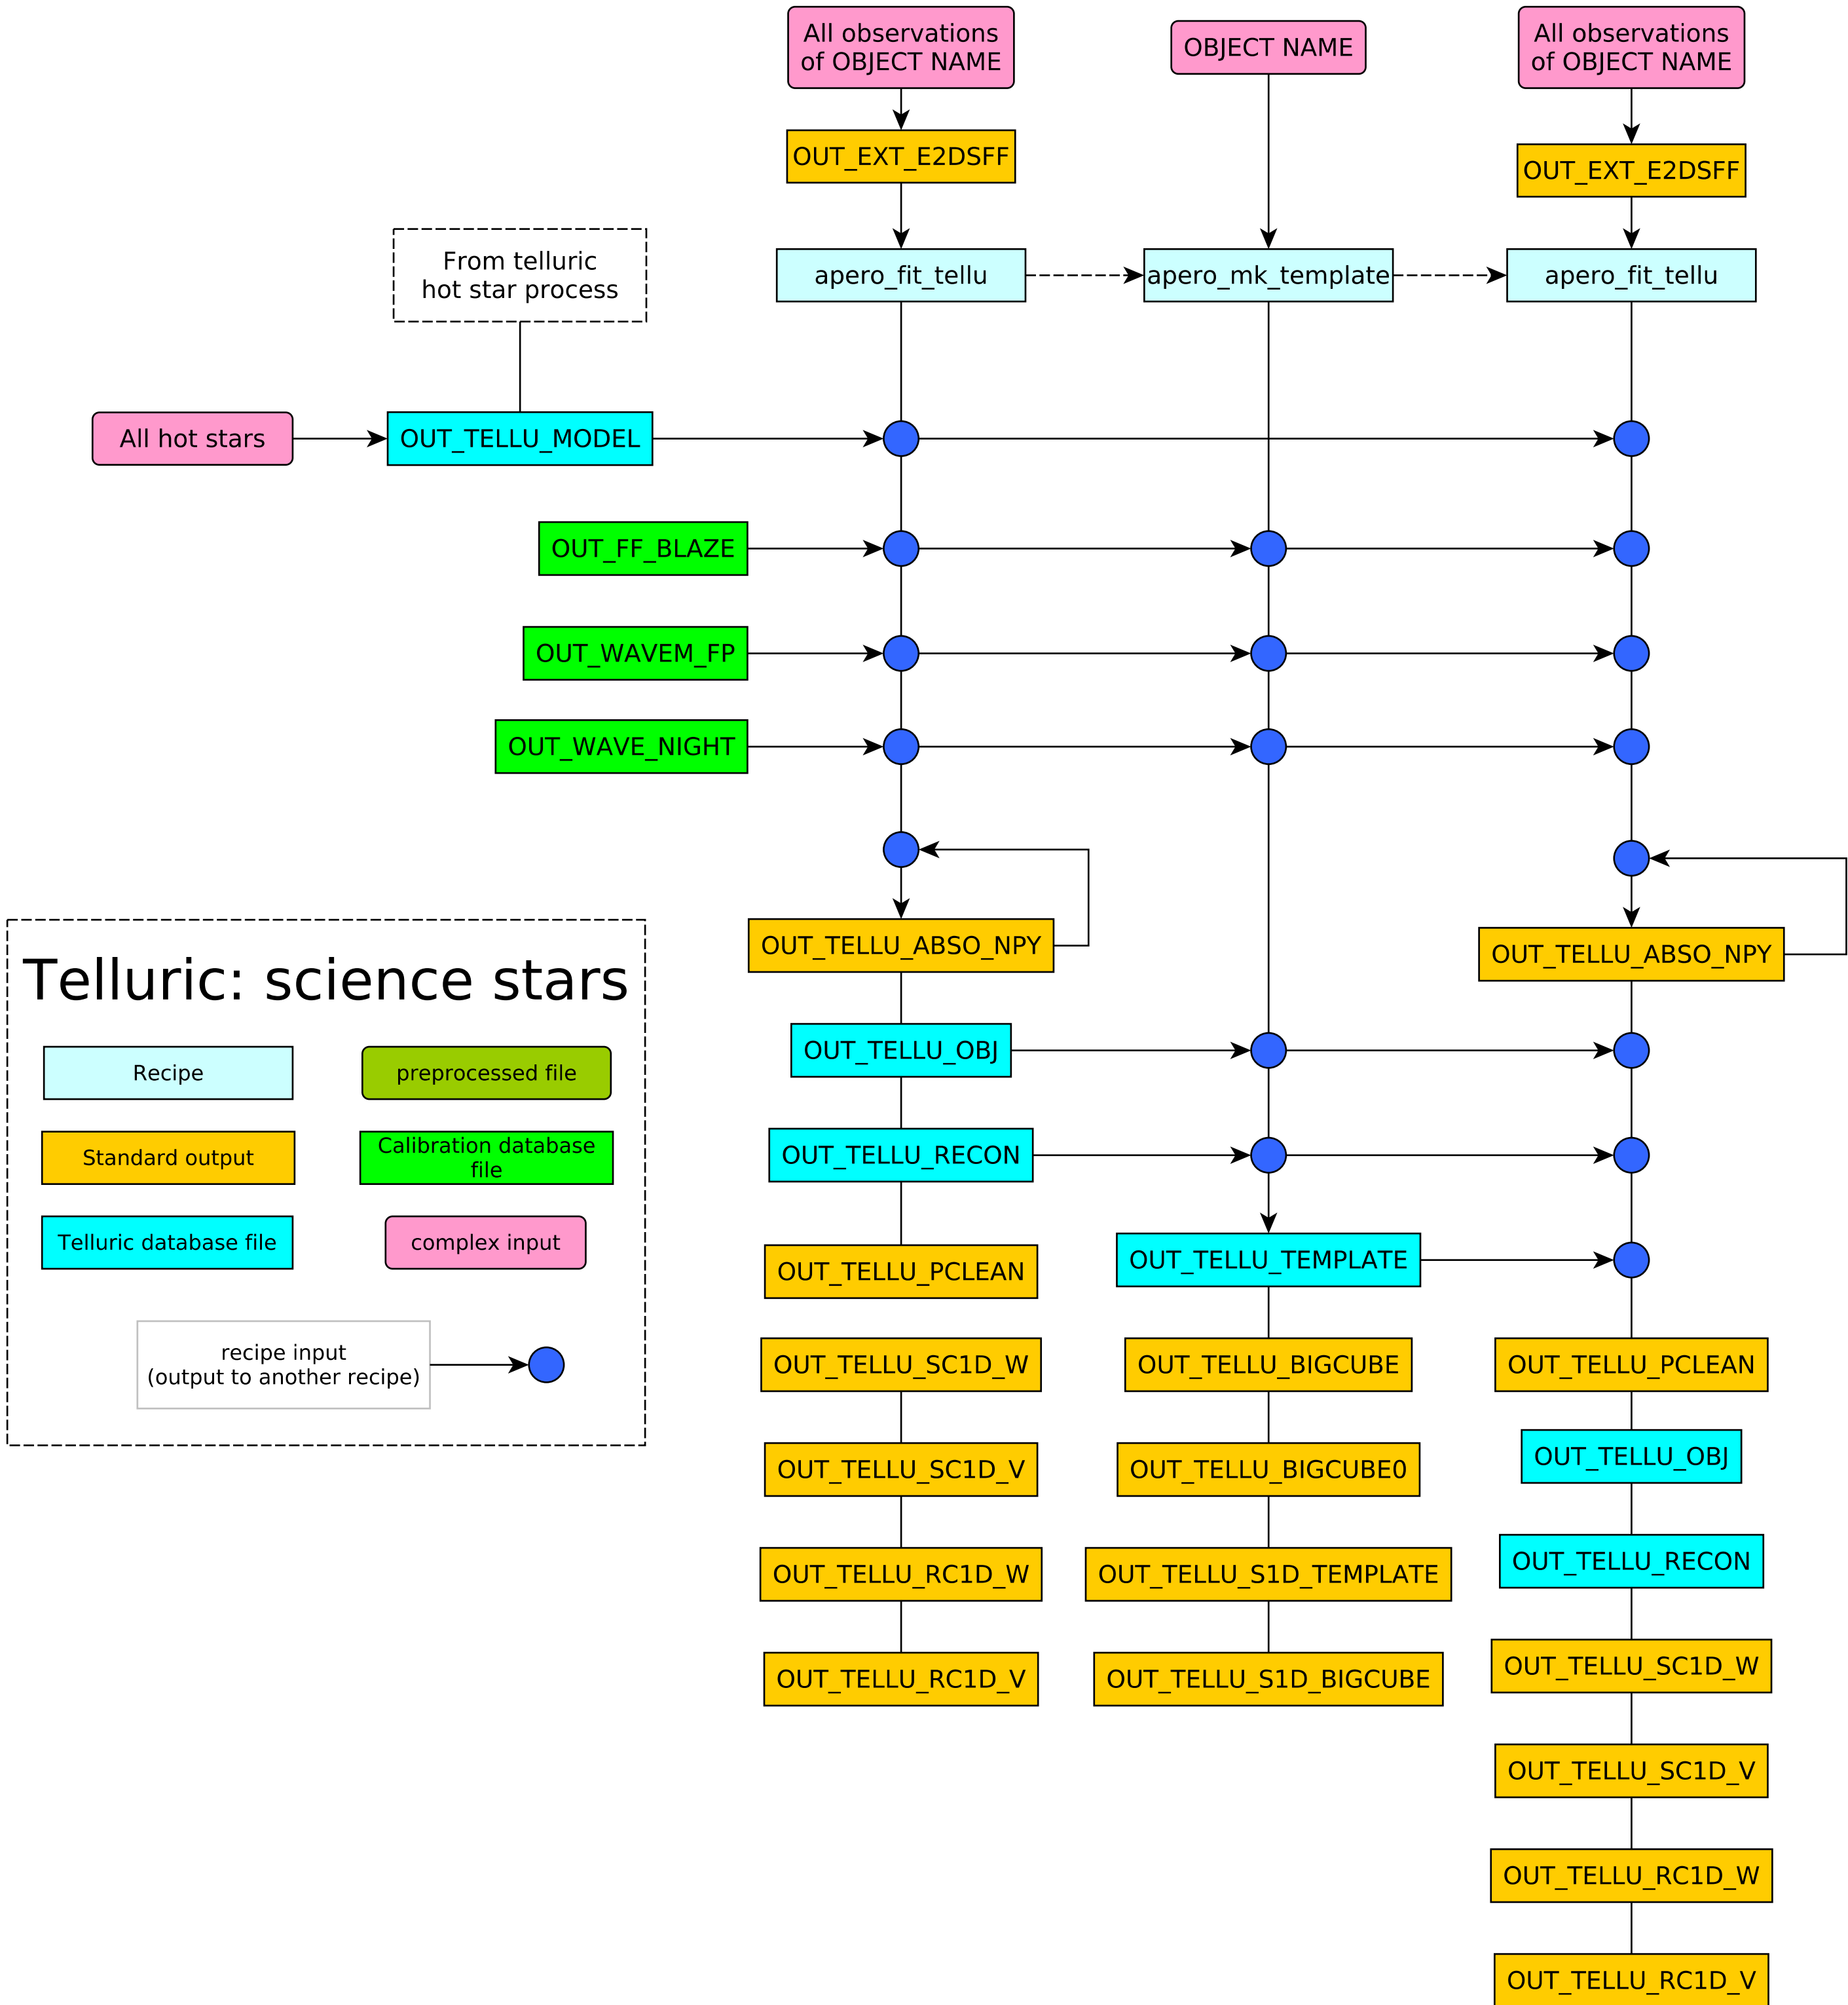 All observations
of OBJECT NAME
OBJECT NAME
All observations
of OBJECT NAME
OUT_EXT_E2DSFF
OUT_EXT_E2DSFF
From telluric
hot star process
apero_fit_tellu
apero_mk_template
apero_fit_tellu
All hot stars
OUT_TELLU_MODEL
OUT_FF_BLAZE
OUT_WAVEM_FP
OUT_WAVE_NIGHT
OUT_TELLU_ABSO_NPY
OUT_TELLU_ABSO_NPY
OUT_TELLU_OBJ
OUT_TELLU_RECON
OUT_TELLU_PCLEAN
OUT_TELLU_TEMPLATE
OUT_TELLU_SC1D_W
OUT_TELLU_BIGCUBE
OUT_TELLU_PCLEAN
OUT_TELLU_SC1D_V
OUT_TELLU_BIGCUBE0
OUT_TELLU_OBJ
OUT_TELLU_RC1D_W
OUT_TELLU_S1D_TEMPLATE
OUT_TELLU_RECON
OUT_TELLU_RC1D_V
OUT_TELLU_S1D_BIGCUBE
OUT_TELLU_SC1D_W
OUT_TELLU_SC1D_V
OUT_TELLU_RC1D_W
OUT_TELLU_RC1D_V
Telluric: science stars
Recipe
preprocessed file
Standard output
Calibration database
file
Telluric database file
complex input
recipe input
(output to another recipe)